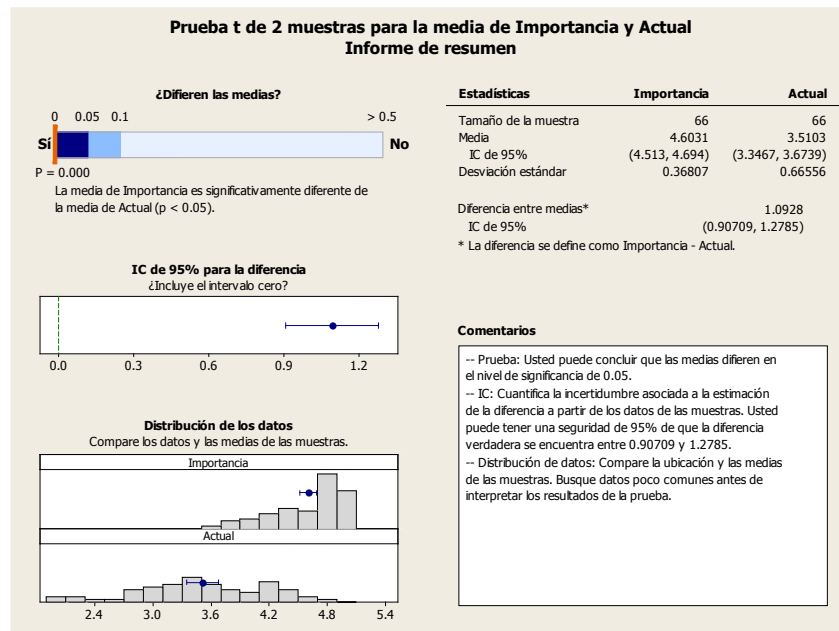 Prueba t de 2 muestras para la media de Importancia y Actual
Informe de resumen
¿Difieren las medias?
0 0.05 0.1 > 0.5
Sí No
P = 0.000
La media de Importancia es significativamente diferente de
la media de Actual (p < 0.05).
Estadísticas Importancia Actual
Tamaño de la muestra 66 66
Media 4.6031 3.5103
IC de 95% (4.513, 4.694) (3.3467, 3.6739)
Desviación estándar 0.36807 0.66556
Diferencia entre medias* 1.0928
IC de 95% (0.90709, 1.2785)
* La diferencia se define como Importancia - Actual.
IC de 95% para la diferencia
¿Incluye el intervalo cero?
0.0 0.3 0.6 0.9 1.2
Distribución de los datos
Compare los datos y las medias de las muestras.
Importancia
Actual
2.4 3.0 3.6 4.2 4.8 5.4
Comentarios
-- Prueba: Usted puede concluir que las medias difieren en
el nivel de significancia de 0.05.
-- IC: Cuantifica la incertidumbre asociada a la estimación
de la diferencia a partir de los datos de las muestras. Usted
puede tener una seguridad de 95% de que la diferencia
verdadera se encuentra entre 0.90709 y 1.2785.
-- Distribución de datos: Compare la ubicación y las medias
de las muestras. Busque datos poco comunes antes de
interpretar los resultados de la prueba.